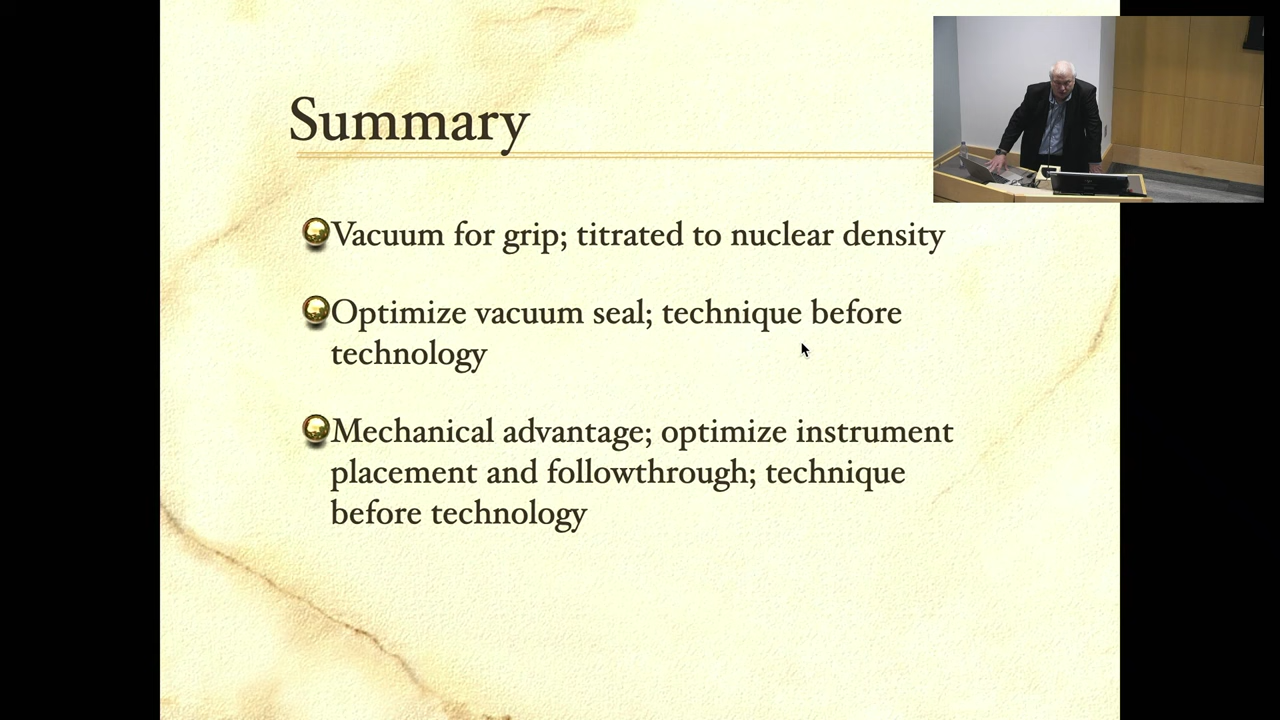 Summary
Vacuum for grip; titrated to nuclear density
Optimize vacuum seal; technique before
technology
Mechanical advantage; optimize instrument
placement and followthrough; technique
before technology